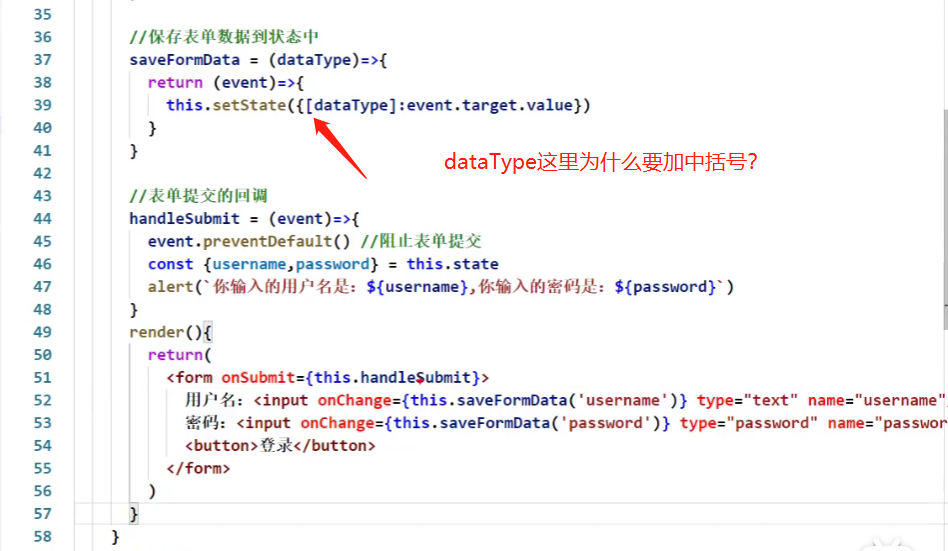 35
36 //保存表单数据到状态中
37 saveFormData = (dataType)=>{
38 return (event)=>{
39 this.setState({[dataType]:event.target.value})
40 }
41 }
dataType这里为什么要加中括号?
42
43 //表单提交的回调
44 handleSubmit = (event)=>{
45 event.preventDefault() //阻止表单提交
46 const {username,password} = this.state
47 alert(`你输入的用户名是：${username},你输入的密码是：${password}`)
48 }
49 render(){
50 return(
51 <form onSubmit={this.handleSubmit}>
52 用户名：<input onChange={this.saveFormData('username')} type="text" name="username"
53 密码：<input onChange={this.saveFormData('password')} type="password" name="passwor
54 <button>登录</button>
55 </form>
56 )
57 }
58 }